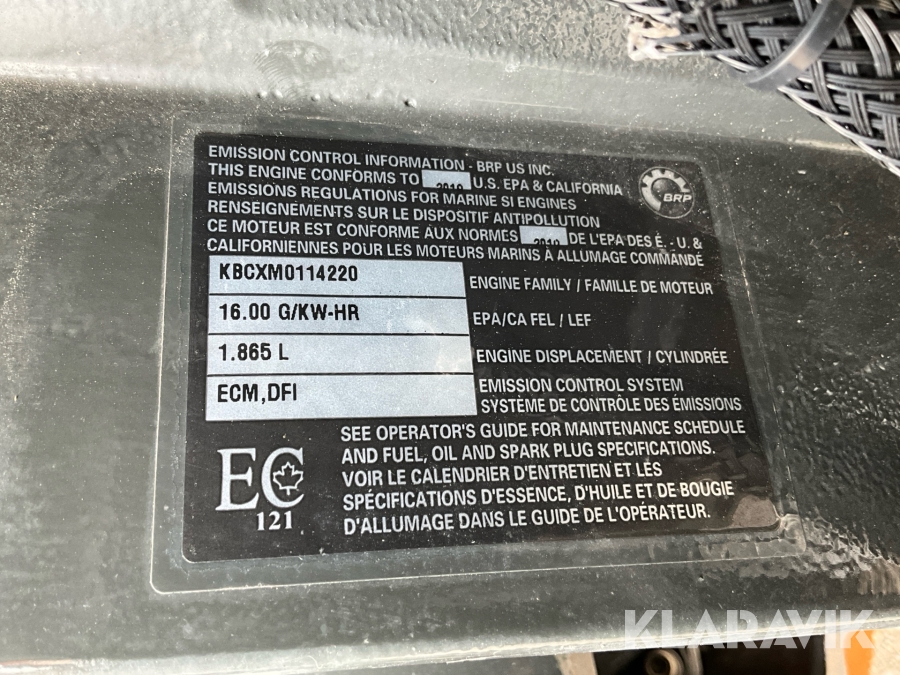 EMISSION CONTROL INFORMATION - BRP US INC.
THIS ENGINE CONFORMS TO 2019 U.S. EPA & CALIFORNIA
EMISSIONS REGULATIONS FOR MARINE SI ENGINES
RENSEIGNEMENTS SUR LE DISPOSITIF ANTIPOLLUTION
CE MOTEUR EST CONFORME AUX NORMES 2019 DE L'EPA DES É. - U. &
CALIFORNIENNES POUR LES MOTEURS MARINS À ALLUMAGE COMMANDÉ
BRP
KBCXM0114220 ENGINE FAMILY / FAMILLE DE MOTEUR
16.00 G/KW-HR EPA/CA FEL / LEF
1.865 L ENGINE DISPLACEMENT / CYLINDRÉE
ECM,DFI EMISSION CONTROL SYSTEM
SYSTÈME DE CONTRÔLE DES ÉMISSIONS
EC
121
SEE OPERATOR'S GUIDE FOR MAINTENANCE SCHEDULE
AND FUEL, OIL AND SPARK PLUG SPECIFICATIONS.
VOIR LE CALENDRIER D'ENTRETIEN ET LES
SPÉCIFICATIONS D'ESSENCE, D'HUILE ET DE BOUGIE
D'ALLUMAGE DANS LE GUIDE DE L'OPÉRATEUR.
KLARAVIK